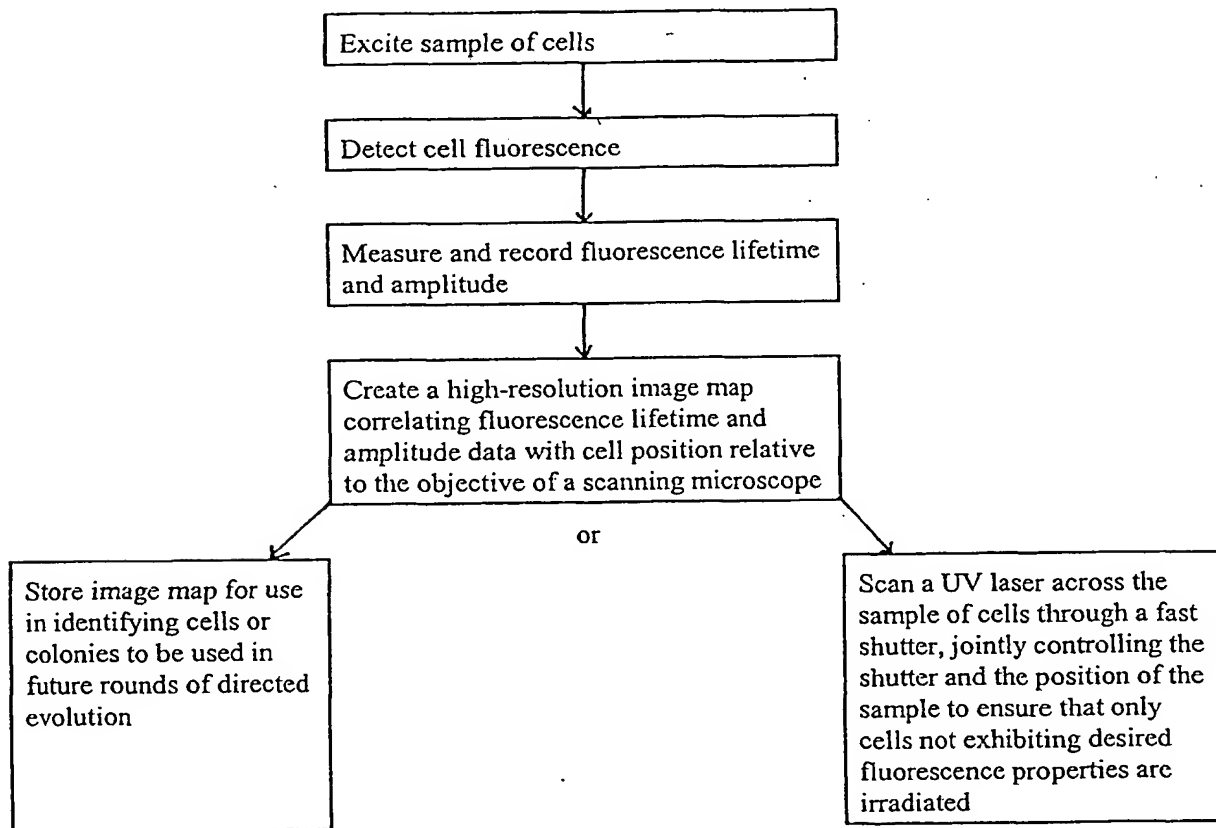 Excite sample of cells
Detect cell fluorescence
Measure and record fluorescence lifetime
and amplitude
Create a high-resolution image map
correlating fluorescence lifetime and
amplitude data with cell position relative
to the objective of a scanning microscope
or
Store image map for use
in identifying cells or
colonies to be used in
future rounds of directed
evolution
Scan a UV laser across the
sample of cells through a fast
shutter, jointly controlling the
shutter and the position of the
sample to ensure that only
cells not exhibiting desired
fluorescence properties are
irradiated